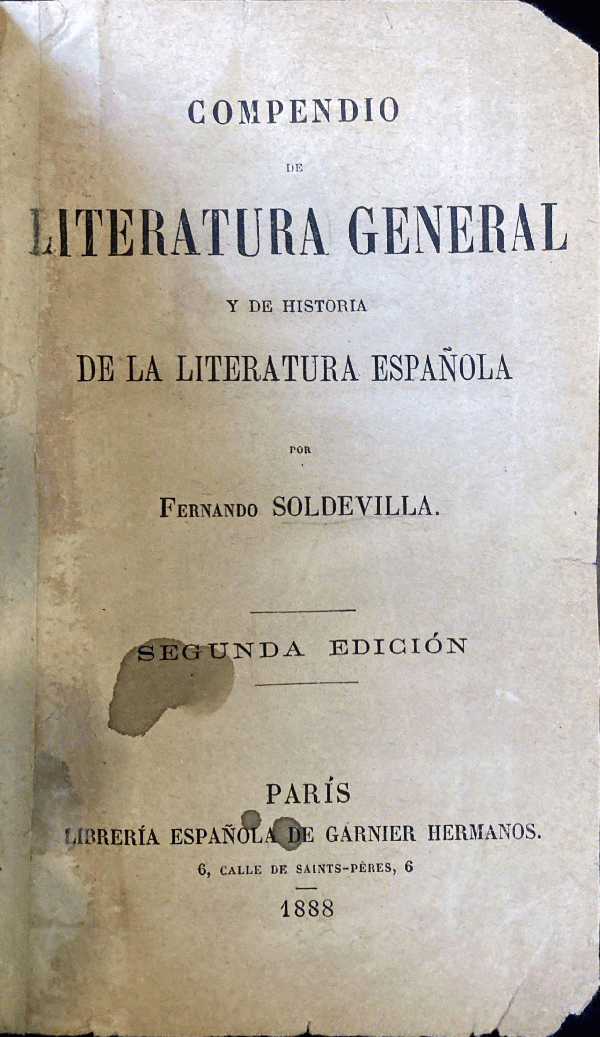 COMPENDIO
DE
LITERATURA GENERAL
Y DE HISTORIA
DE LA LITERATURA ESPAÑOLA
POR
FERNANDO SOLDEVILLA.
SEGUNDA EDICIÓN
PARÍS
LIBRERÍA ESPAÑOLA DE GARNIER HERMANOS.
6, CALLE DE SAINTS-PÈRES, 6
1888